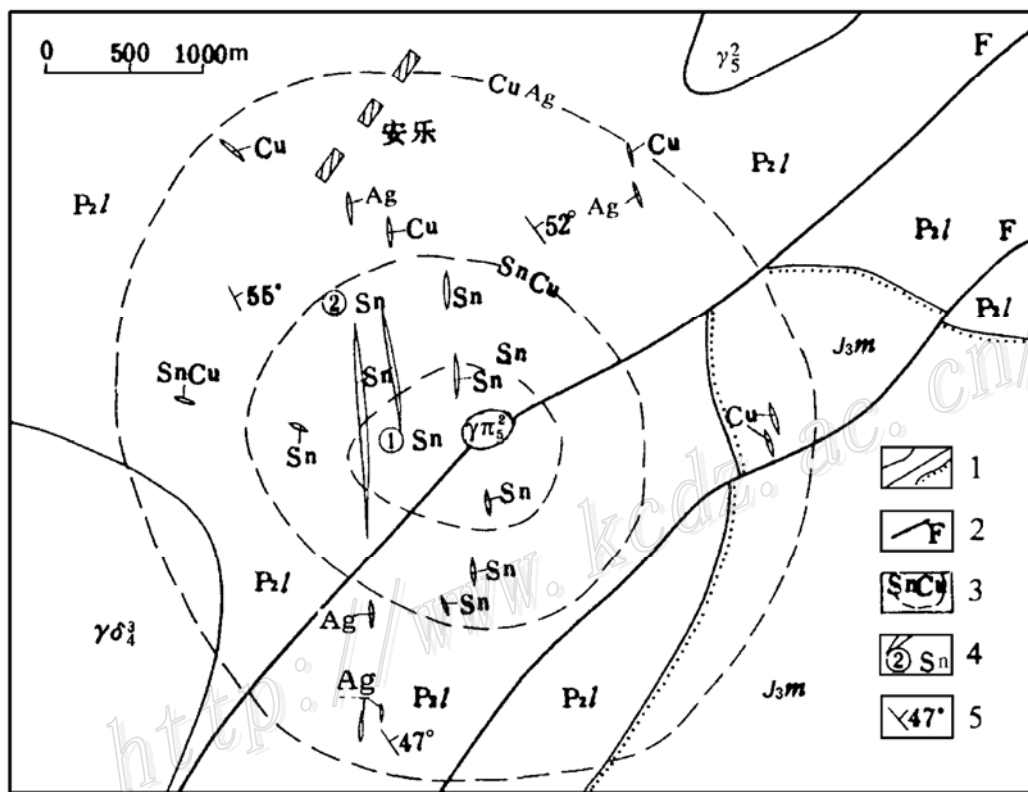 0 500 1000m
γ₅²
F
Cu Ag
安乐
Cu
Cu
P₂l
P₂l
Ag
Ag
Cu
52°
P₂l
F
SnCu
P₂l
55°
② Sn
Sn
Sn
Sn
J₃m
SnCu
Sn
γπ₅²
Cu
Sn
① Sn
1
Sn
F 2
SnCu 3
P₂l
Sn
Sn
Ag
② Sn 4
γδ₄³
Ag
P₂l
P₂l
J₃m
47°
47° 5
http://www.kcdz.ac.cn/